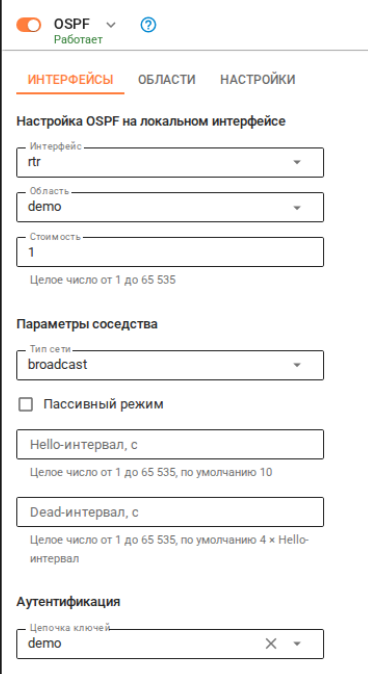 OSPF
Работает
ИНТЕРФЕЙСЫ ОБЛАСТИ НАСТРОЙКИ
Настройка OSPF на локальном интерфейсе
Интерфейс
rtr
Область
demo
Стоимость
1
Целое число от 1 до 65 535
Параметры соседства
Тип сети
broadcast
Пассивный режим
Hello-интервал, с
Целое число от 1 до 65 535, по умолчанию 10
Dead-интервал, с
Целое число от 1 до 65 535, по умолчанию 4 × Hello-
интервал
Аутентификация
Цепочка ключей
demo